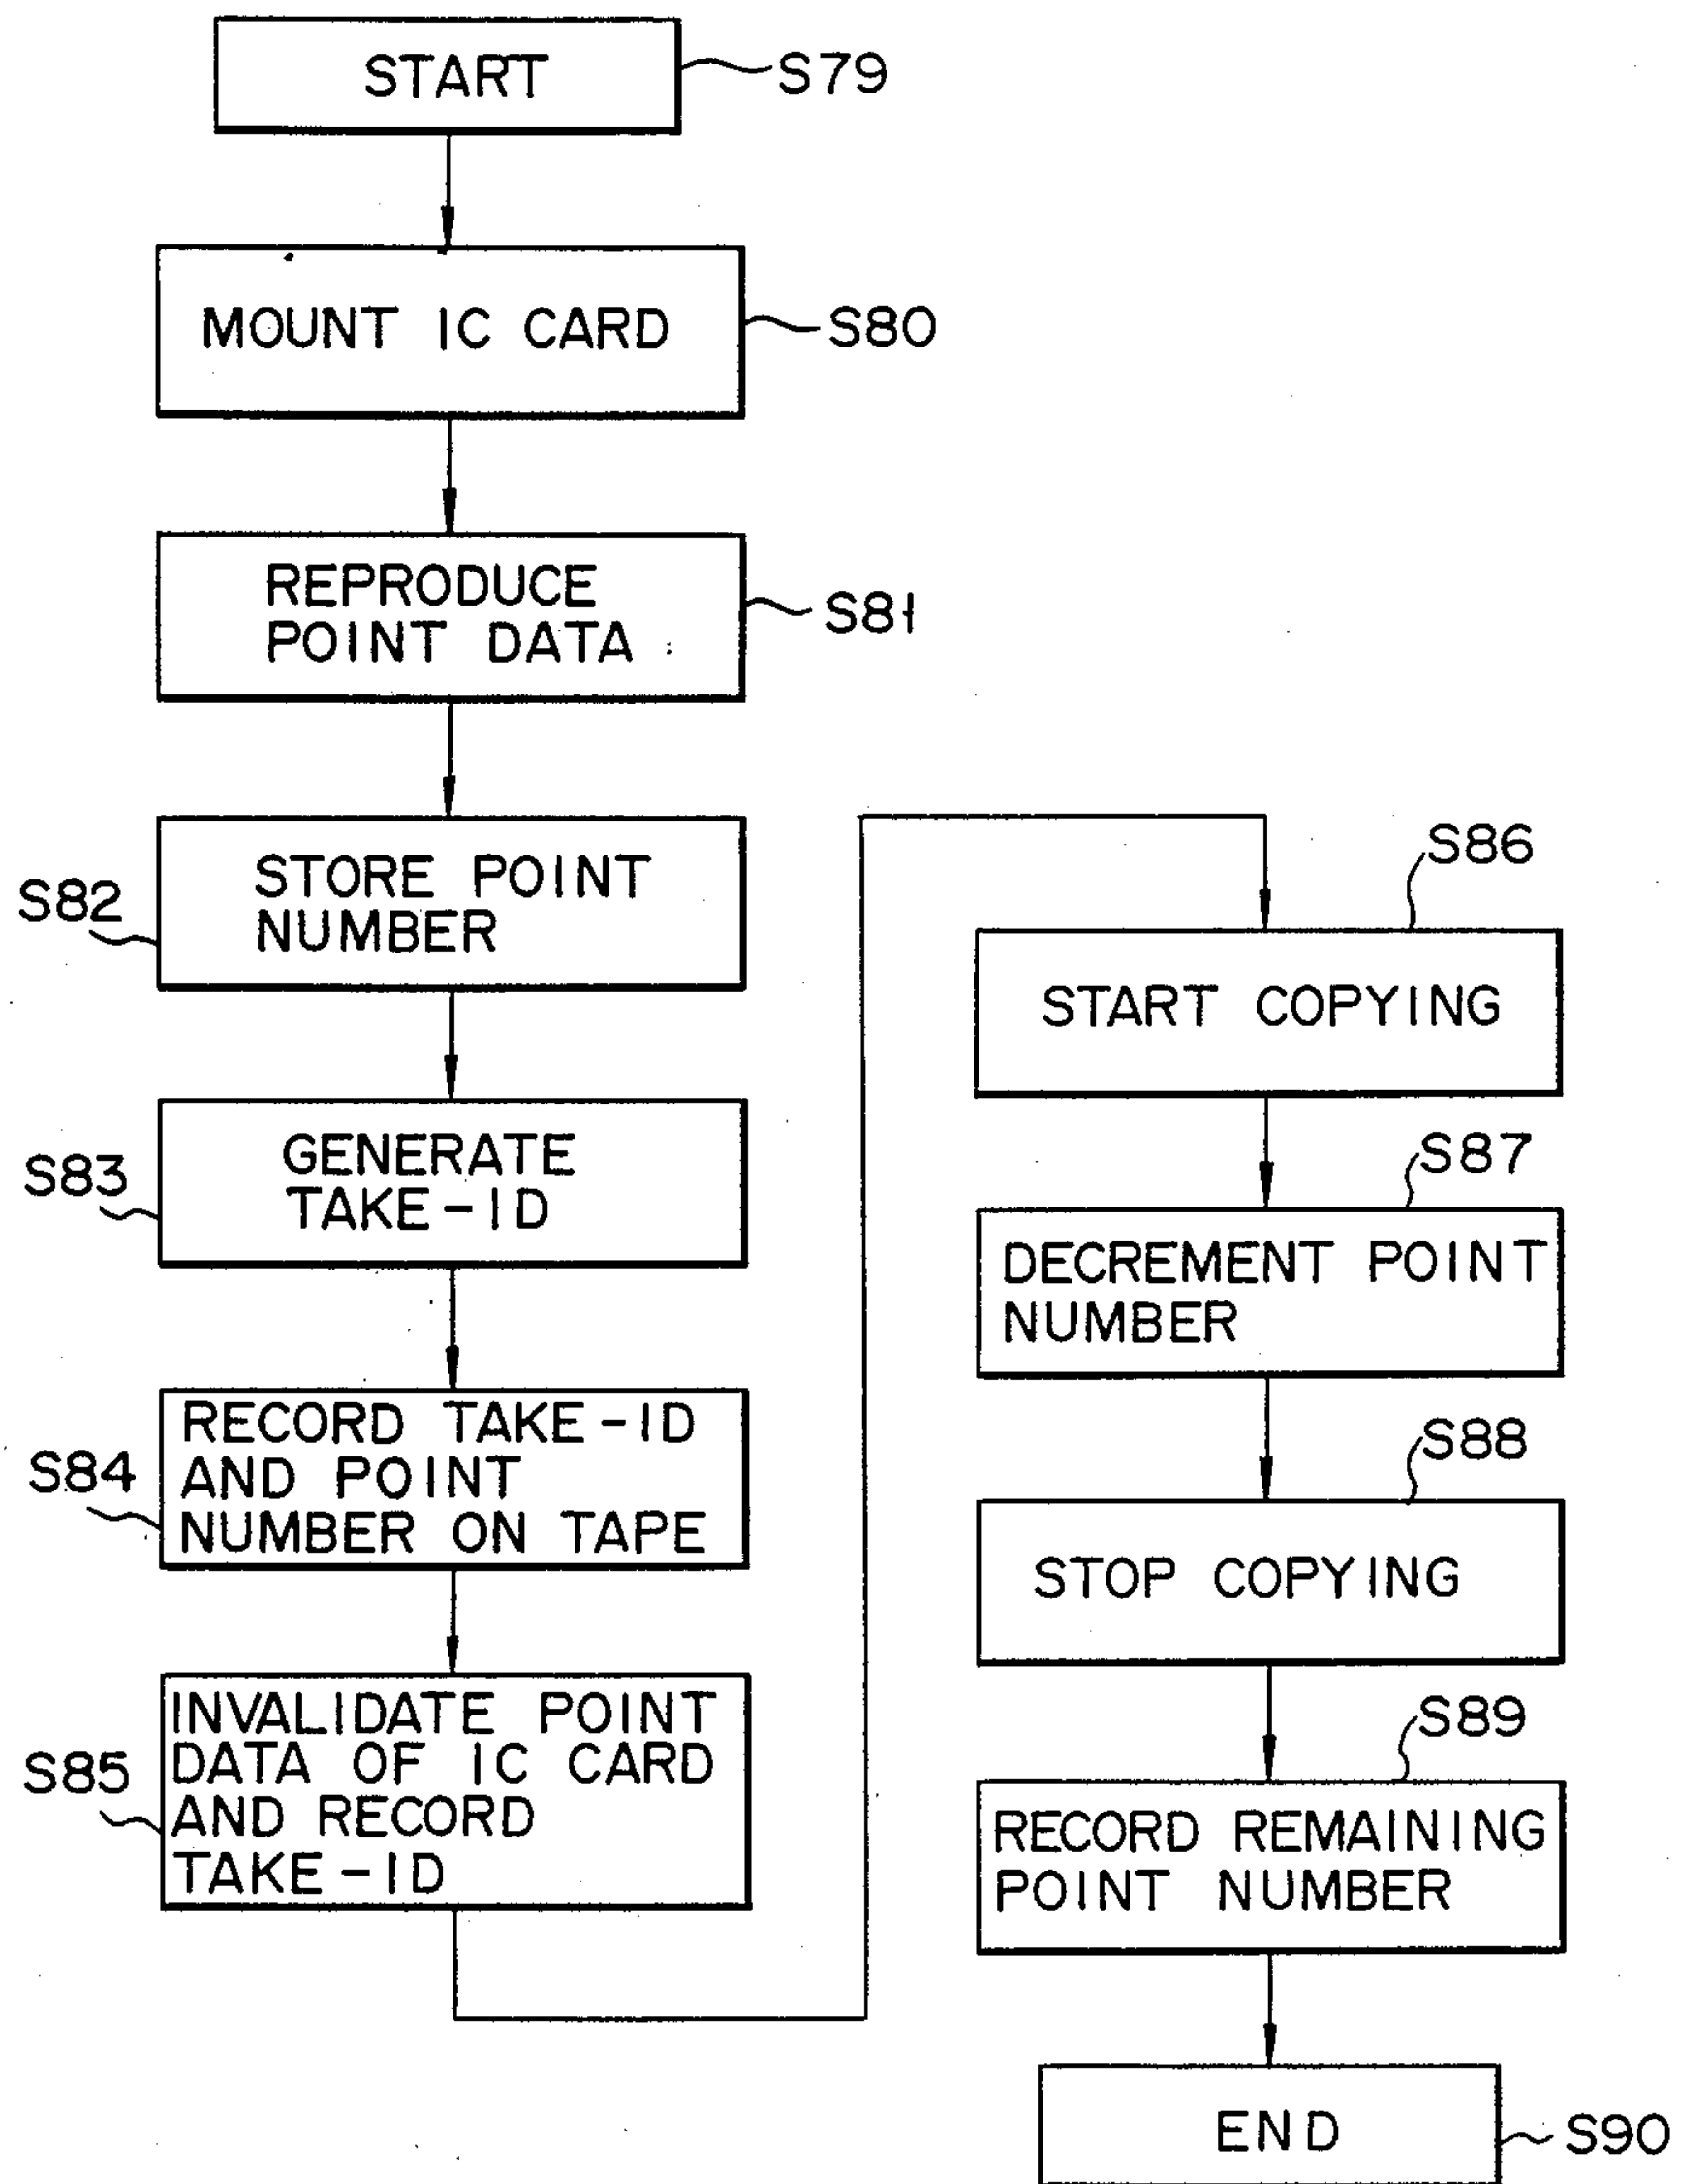 START
S79
MOUNT IC CARD
S80
REPRODUCE
POINT DATA
S81
STORE POINT
NUMBER
S82
GENERATE
TAKE-ID
S83
RECORD TAKE-ID
AND POINT
NUMBER ON TAPE
S84
INVALIDATE POINT
DATA OF IC CARD
AND RECORD
TAKE-ID
S85
S86
START COPYING
S87
DECREMENT POINT
NUMBER
S88
STOP COPYING
S89
RECORD REMAINING
POINT NUMBER
END
S90